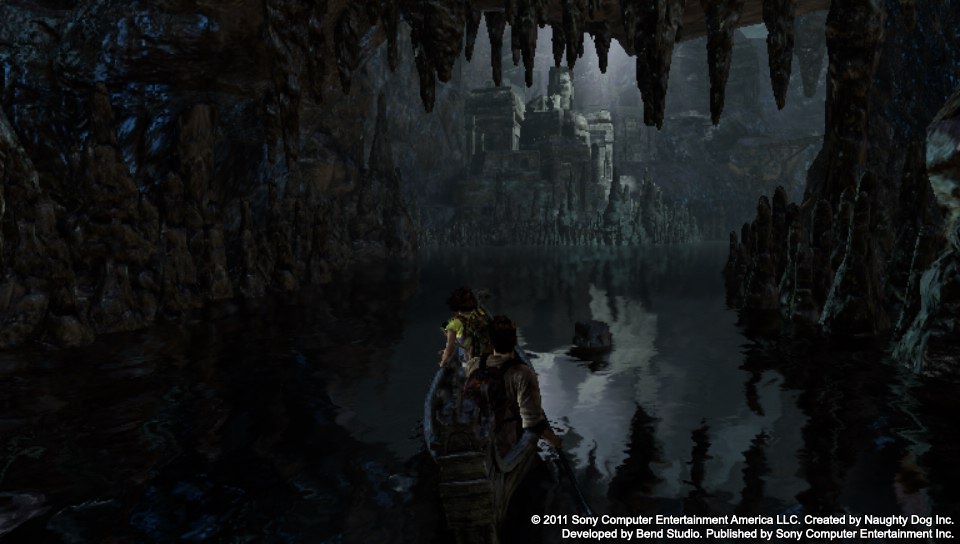 © 2011 Sony Computer Entertainment America LLC. Created by Naughty Dog Inc.
Developed by Bend Studio. Published by Sony Computer Entertainment Inc.